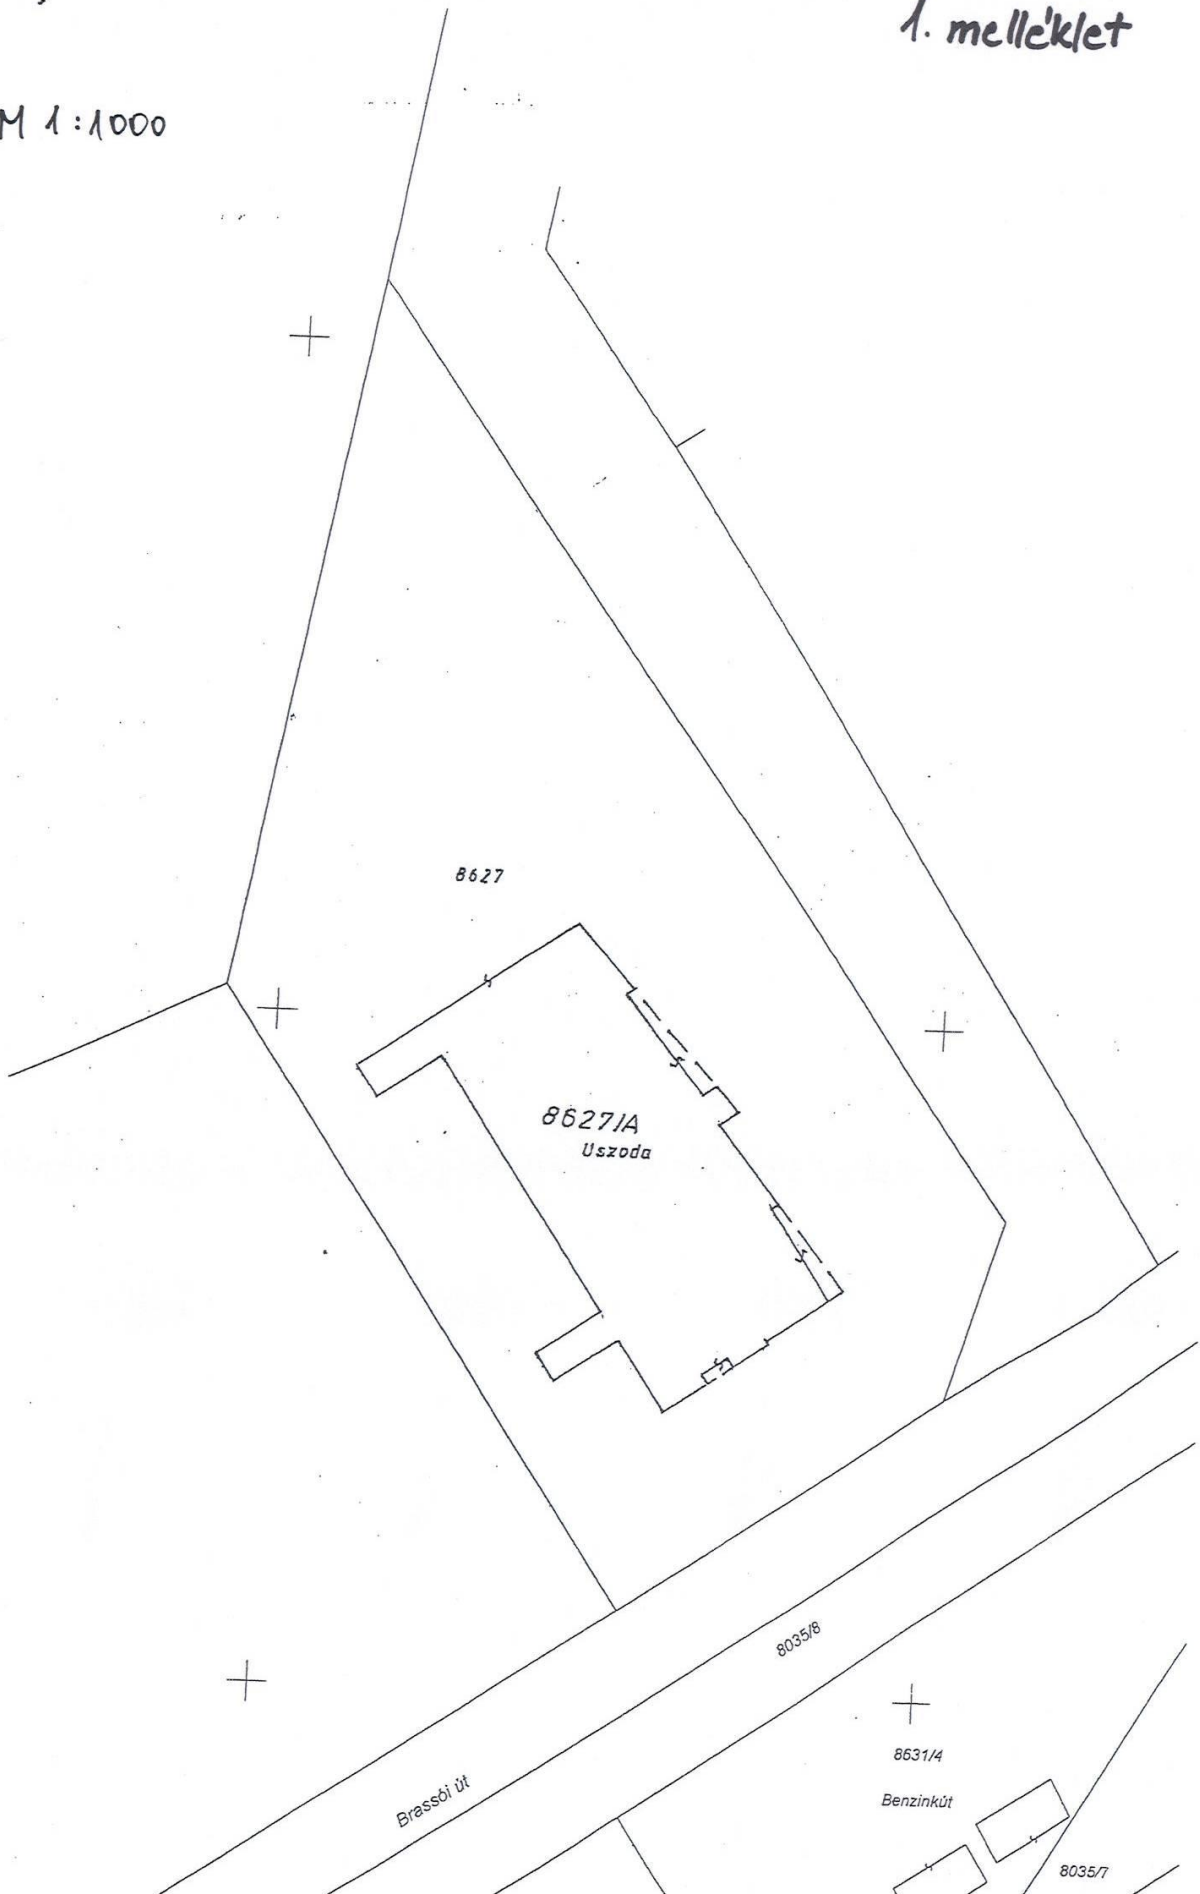 1. melléklet
M 1:1000
8627
8627/A
Uszoda
8035/8
8631/4
Brassói út
Benzinkút
8035/7